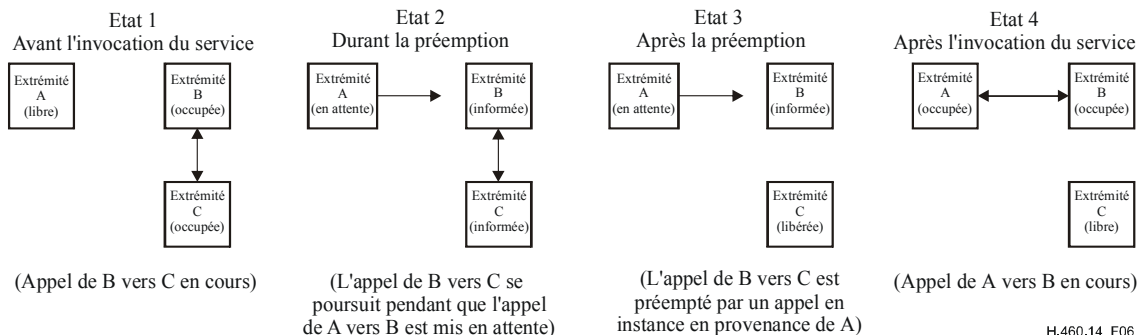 Etat 1
Avant l'invocation du service
Extrémité
A
(libre)
Extrémité
B
(occupée)
Extrémité
C
(occupée)
(Appel de B vers C en cours)
Etat 2
Durant la préemption
Extrémité
A
(en attente)
Extrémité
B
(informée)
Extrémité
C
(informée)
(L'appel de B vers C se
poursuit pendant que l'appel
de A vers B est mis en attente)
Etat 3
Après la préemption
Extrémité
A
(en attente)
Extrémité
B
(informée)
Extrémité
C
(libérée)
(L'appel de B vers C est
préempté par un appel en
instance en provenance de A)
Etat 4
Après l'invocation du service
Extrémité
A
(occupée)
Extrémité
B
(occupée)
Extrémité
C
(libre)
(Appel de A vers B en cours)
H.460.14_F06